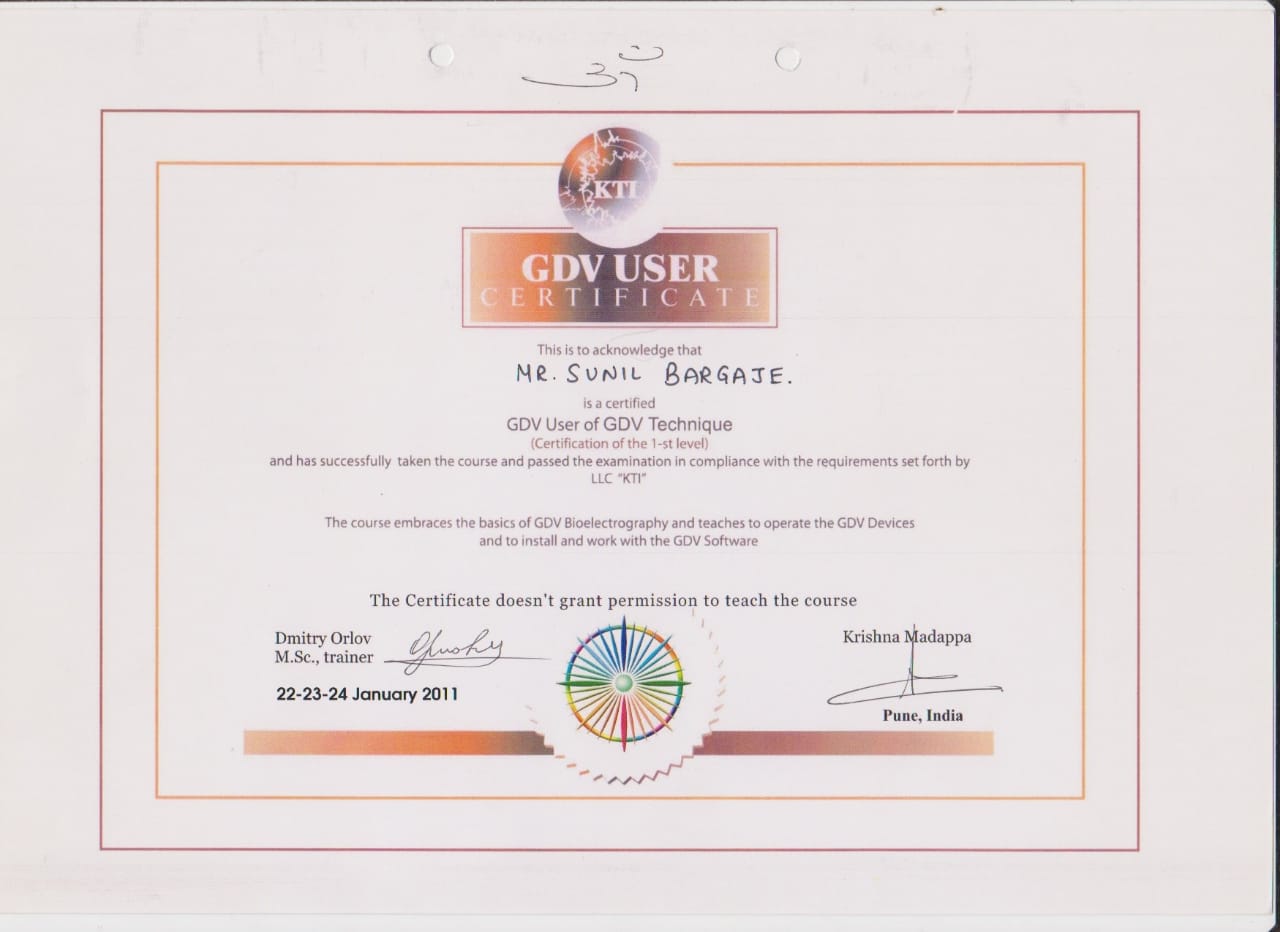 KTI
GDV USER
CERTIFICATE
This is to acknowledge that
MR. SUNIL BARGAJE.
is a certified
GDV User of GDV Technique
(Certification of the 1-st level)
and has successfully taken the course and passed the examination in compliance with the requirements set forth by
LLC "KTI"
The course embraces the basics of GDV Bioelectrography and teaches to operate the GDV Devices
and to install and work with the GDV Software
The Certificate doesn't grant permission to teach the course
Dmitry Orlov
M.Sc., trainer
22-23-24 January 2011
Krishna Madappa
Pune, India